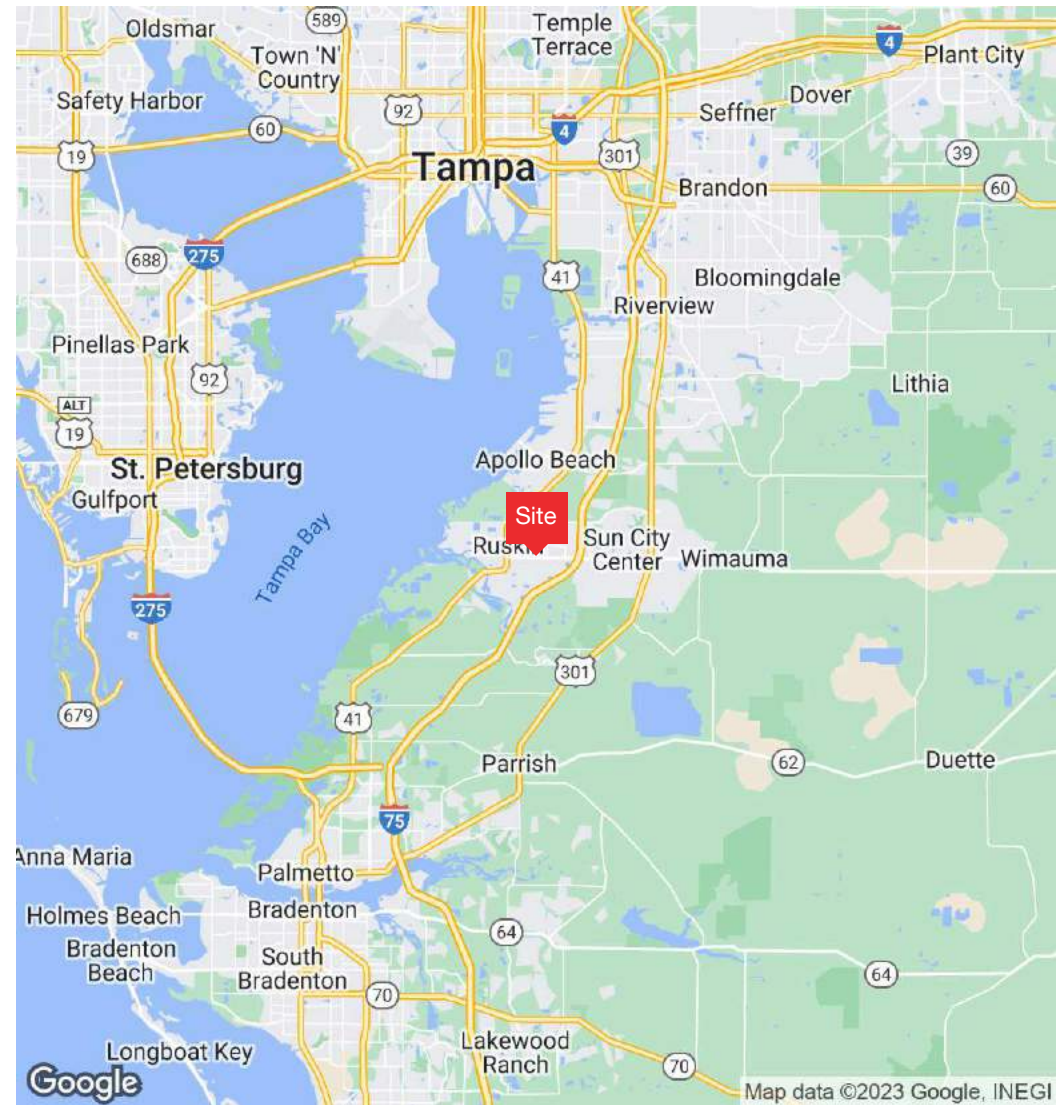 Oldsmar
589
Temple
Terrace
Town 'N'
Country
4
Plant City
Safety Harbor
92
Seffner
Dover
60
4
19
Tampa
301
39
Brandon
60
688
275
41
Bloomingdale
Riverview
Pinellas Park
92
Lithia
ALT
19
St. Petersburg
Apollo Beach
Gulfport
Site
Tampa Bay
Ruskin
Sun City
Center
Wimauma
275
301
679
41
Parrish
62
Duette
75
Anna Maria
Palmetto
Holmes Beach
Bradenton
64
Bradenton
Beach
South
Bradenton
64
70
Lakewood
Ranch
Longboat Key
70
Google
Map data ©2023 Google, INEGI